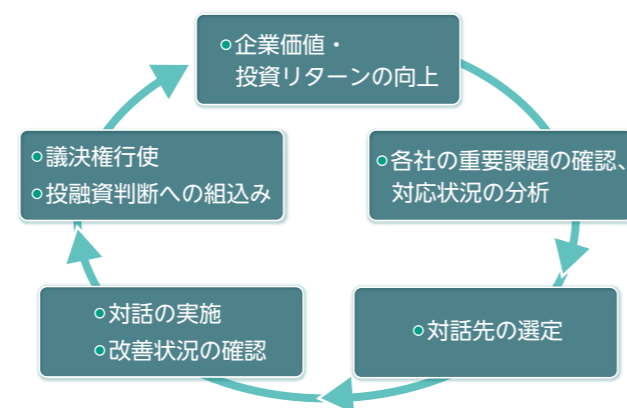 •企業価値・
投資リターンの向上
•各社の重要課題の確認、
対応状況の分析
•対話先の選定
•対話の実施
•改善状況の確認
•議決権行使
•投融資判断への組込み